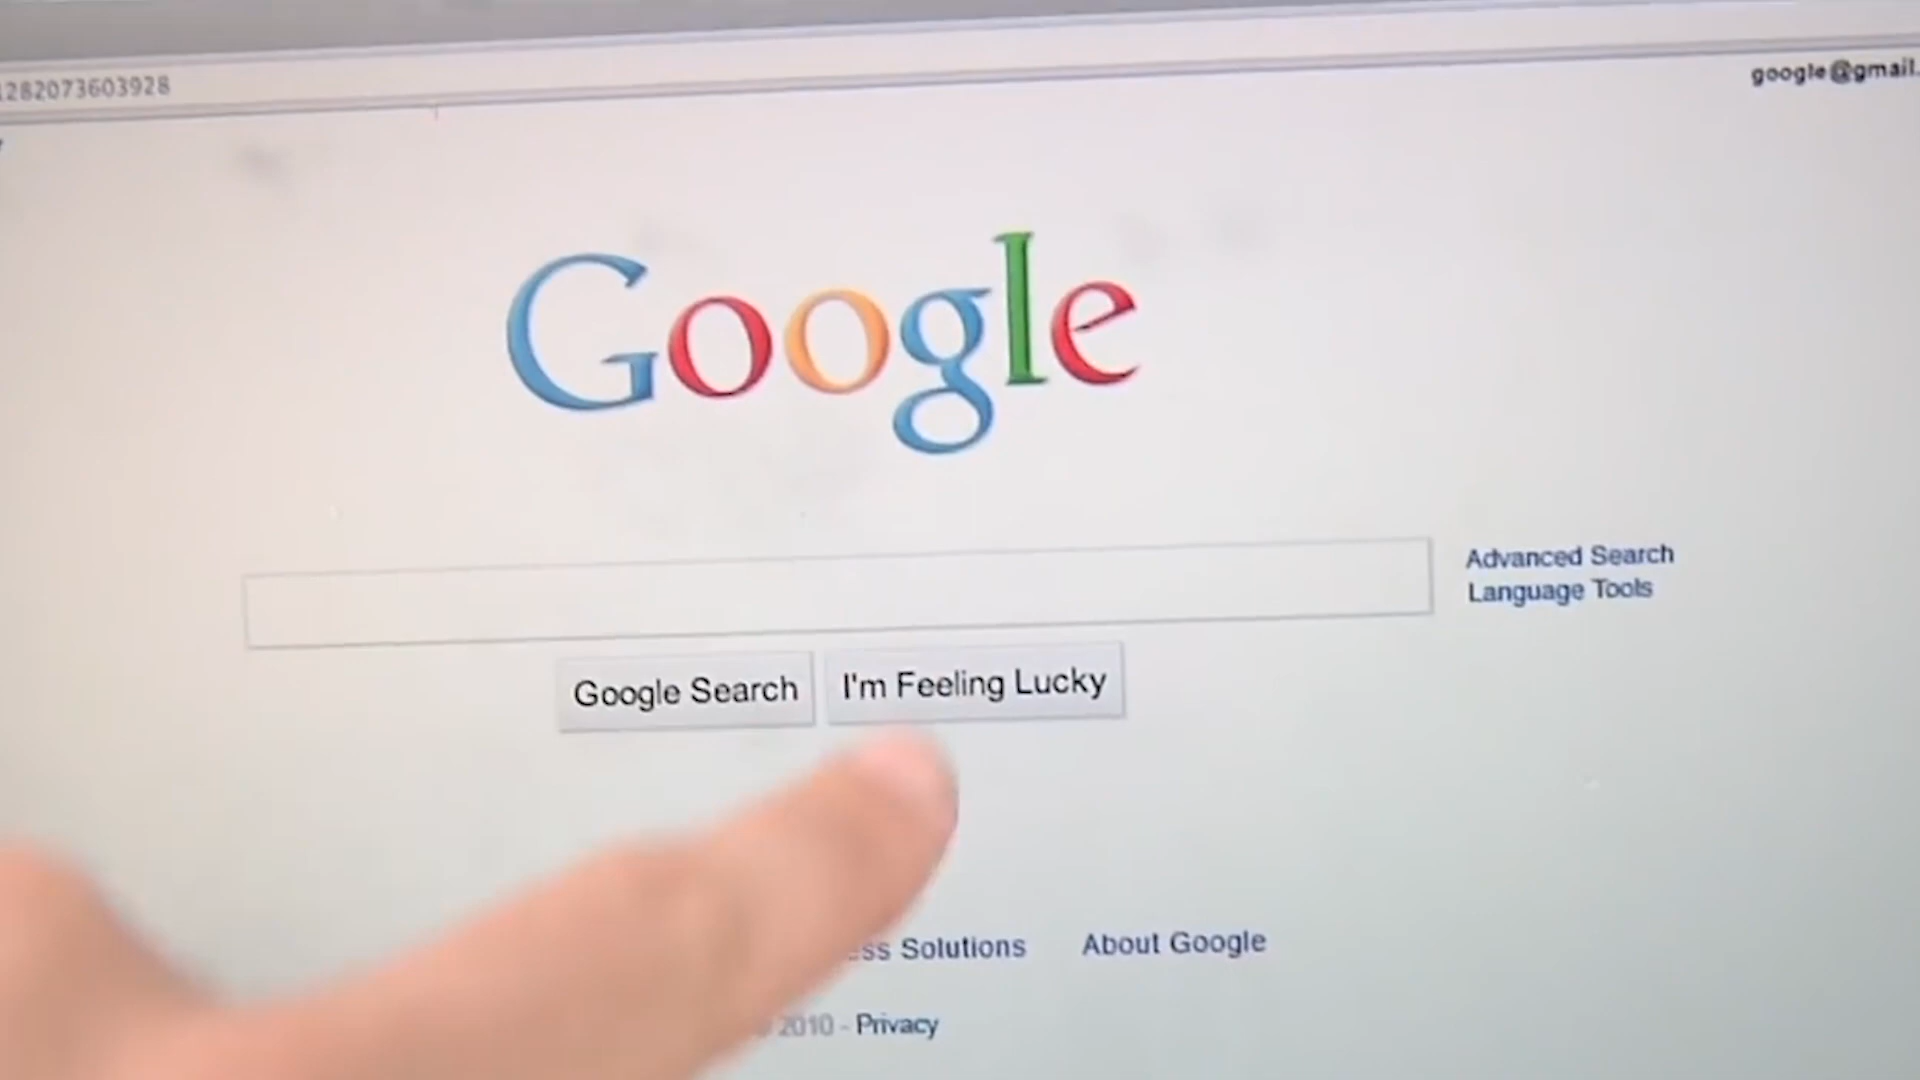 1282073603928
google@gmail.
Google
Advanced Search
Language Tools
Google Search
I'm Feeling Lucky
Solutions
About Google
2010 - Privacy